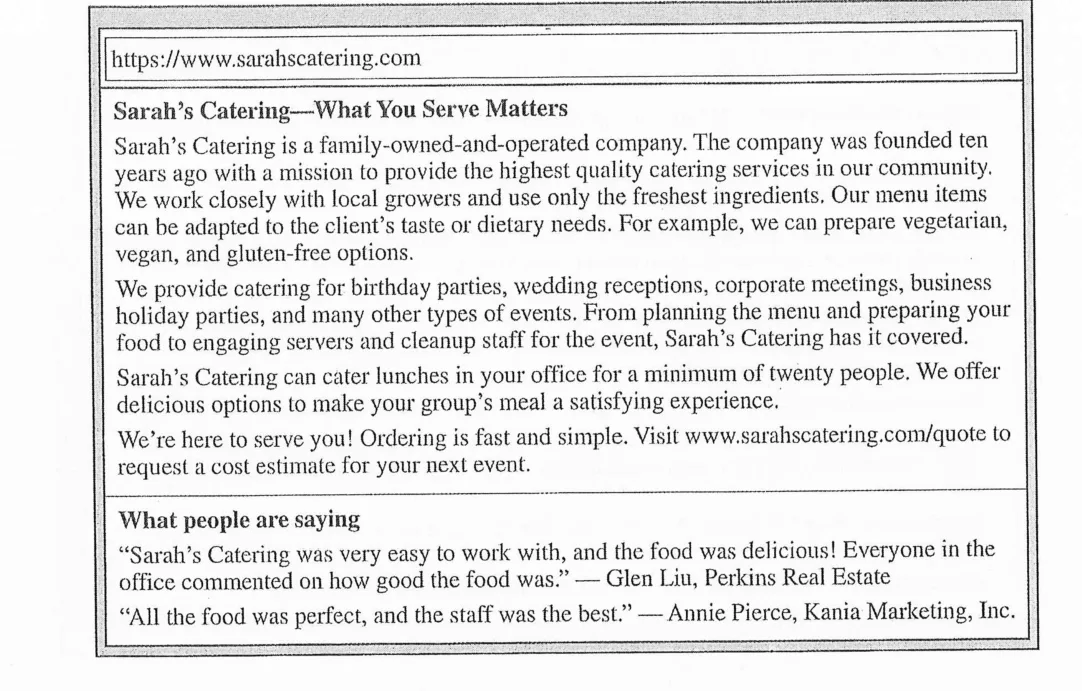 https://www.sarahscatering.com
Sarah's Catering—What You Serve Matters
Sarah's Catering is a family-owned-and-operated company. The company was founded ten
years ago with a mission to provide the highest quality catering services in our community.
We work closely with local growers and use only the freshest ingredients. Our menu items
can be adapted to the client's taste or dietary needs. For example, we can prepare vegetarian,
vegan, and gluten-free options.
We provide catering for birthday parties, wedding receptions, corporate meetings, business
holiday parties, and many other types of events. From planning the menu and preparing your
food to engaging servers and cleanup staff for the event, Sarah's Catering has it covered.
Sarah's Catering can cater lunches in your office for a minimum of twenty people. We offer
delicious options to make your group's meal a satisfying experience.
We're here to serve you! Ordering is fast and simple. Visit www.sarahscatering.com/quote to
request a cost estimate for your next event.
What people are saying
“Sarah's Catering was very easy to work with, and the food was delicious! Everyone in the
office commented on how good the food was.” — Glen Liu, Perkins Real Estate
“All the food was perfect, and the staff was the best.” — Annie Pierce, Kania Marketing, Inc.